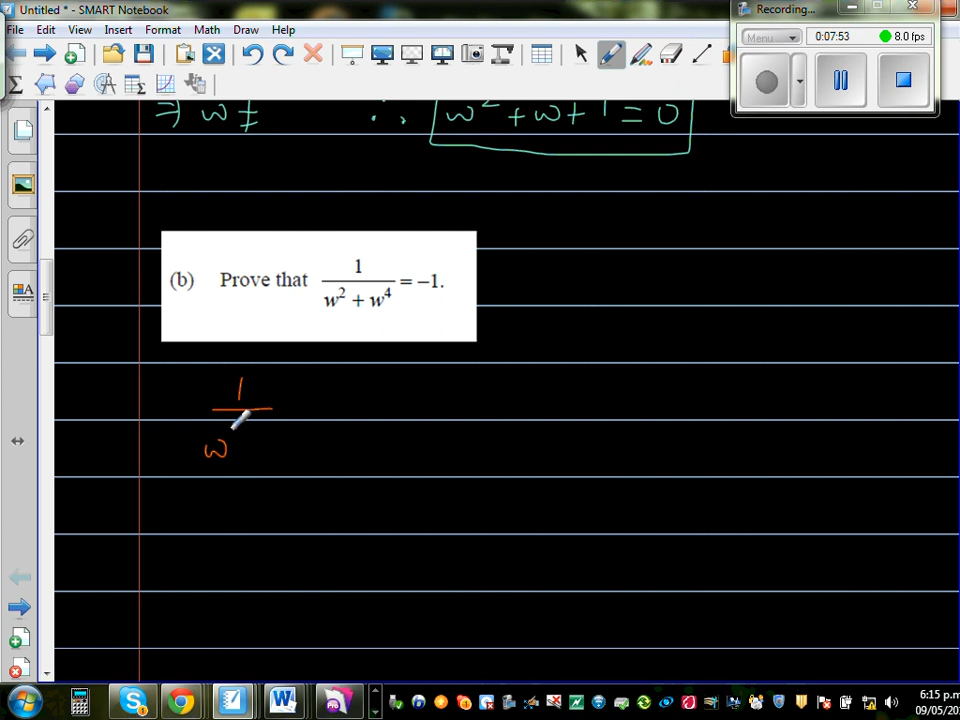 Untitled * - SMART Notebook
Recording...
File Edit View Insert Format Math Draw Help
Menu 0:07:53 8.0 fps
⇒ w ≠ ∴ w² + w + 1 = 0
(b) Prove that 1/(w² + w⁴) = −1.
1
w
6:15 p.m
09/05/20